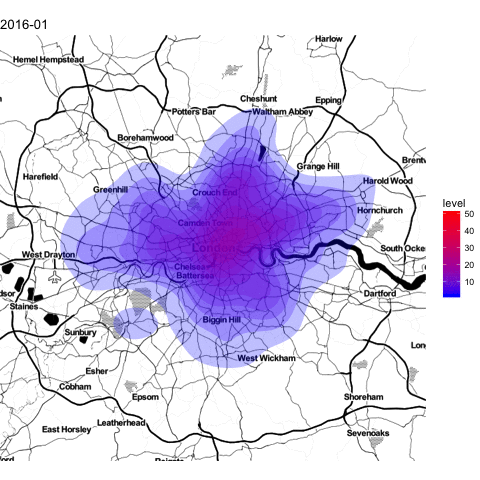 2016-01
Harlow
Hemel Hempstead
Cheshunt
Epping
Potters Bar
Waltham Abbey
Borehamwood
Brentw
Grange Hill
Harefield
Harold Wood
Greenhill
Crouch End
Hornchurch
level
50
Camden Town
40
London
South Ocke
30
West Drayton
Chelsea
20
Battersea
10
dsor
Dartford
Staines
Biggin Hill
Sunbury
Lon
West Wickham
Esher
Cobham
Epsom
Shoreham
Leatherhead
East Horsley
Sevenoaks
ford
Reigate